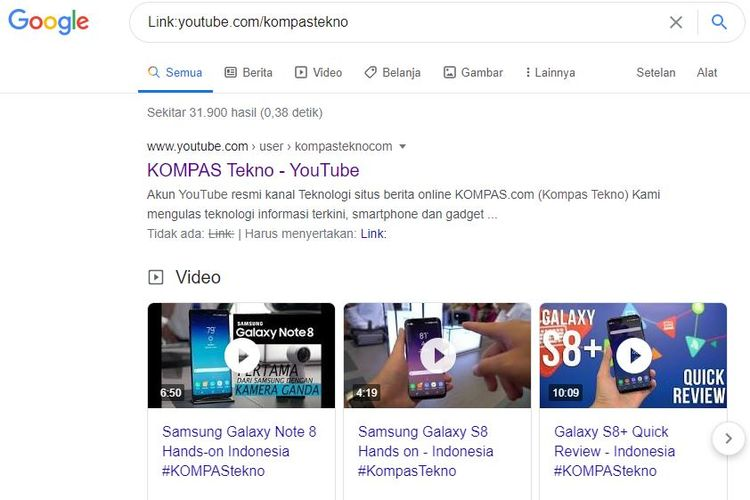 Google
Link:youtube.com/kompastekno
Semua Berita Video Belanja Gambar Lainnya Setelan Alat
Sekitar 31.900 hasil (0,38 detik)
www.youtube.com › user › kompasteknocom
KOMPAS Tekno - YouTube
Akun YouTube resmi kanal Teknologi situs berita online KOMPAS.com (Kompas Tekno) Kami
mengulas teknologi informasi terkini, smartphone dan gadget ...
Tidak ada: Link: | Harus menyertakan: Link:
Video
SAMSUNG
Galaxy Note8
PERTAMA
DARI SAMSUNG DENGAN
KAMERA GANDA
6:50
4:19
GALAXY
S8+
QUICK
REVIEW
10:09
Samsung Galaxy Note 8
Hands-on Indonesia
#KOMPAStekno
Samsung Galaxy S8
Hands on - Indonesia
#KompasTekno
Galaxy S8+ Quick
Review - Indonesia
#KOMPAStekno